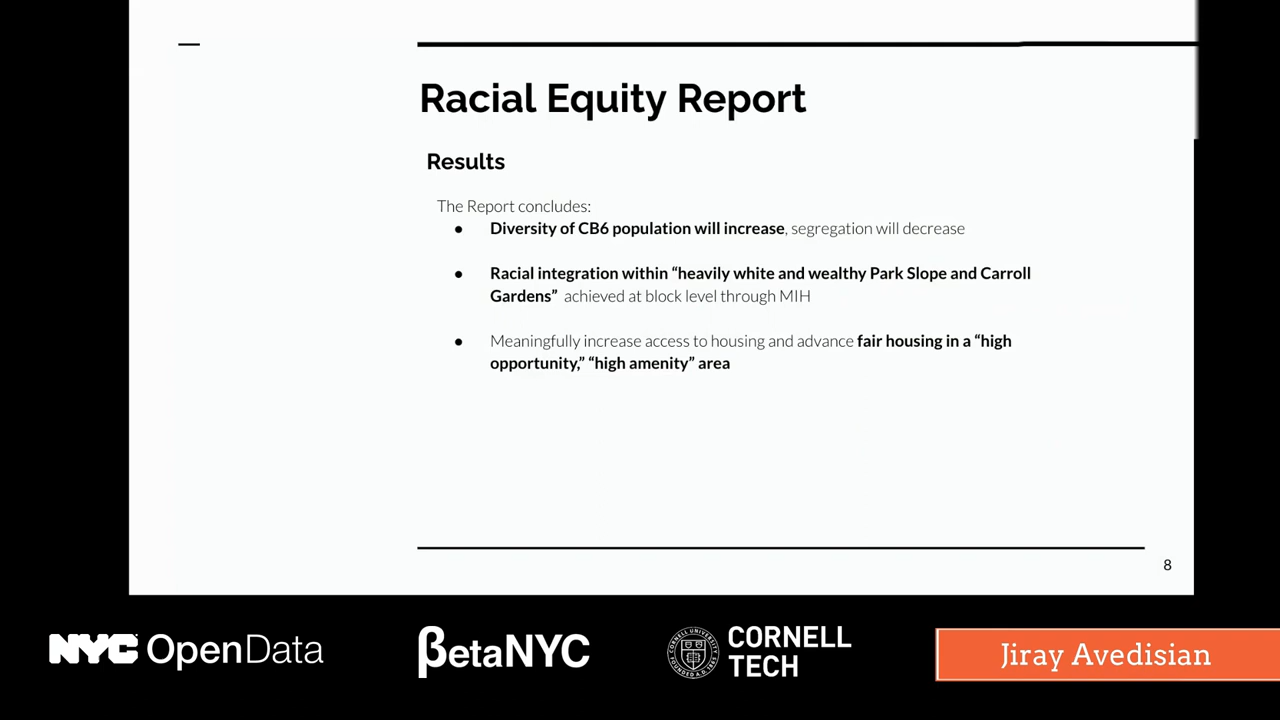 Racial Equity Report
Results
The Report concludes:
● Diversity of CB6 population will increase, segregation will decrease
● Racial integration within “heavily white and wealthy Park Slope and Carroll
Gardens” achieved at block level through MIH
● Meaningfully increase access to housing and advance fair housing in a “high
opportunity,” “high amenity” area
8
NYC OpenData
βetaNYC
CORNELL
TECH
Jiray Avedisian